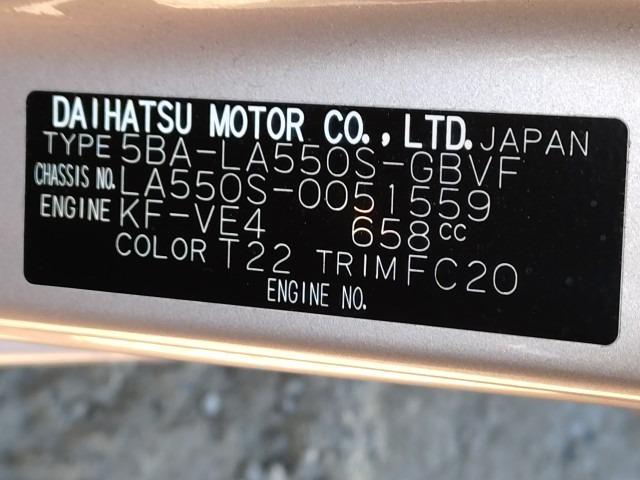 DAIHATSU MOTOR CO., LTD. JAPAN
TYPE 5BA-LA550S-GBVF
CHASSIS NO. LA550S-0051559
ENGINE KF-VE4 658cc
COLOR T22 TRIM FC20
ENGINE NO.